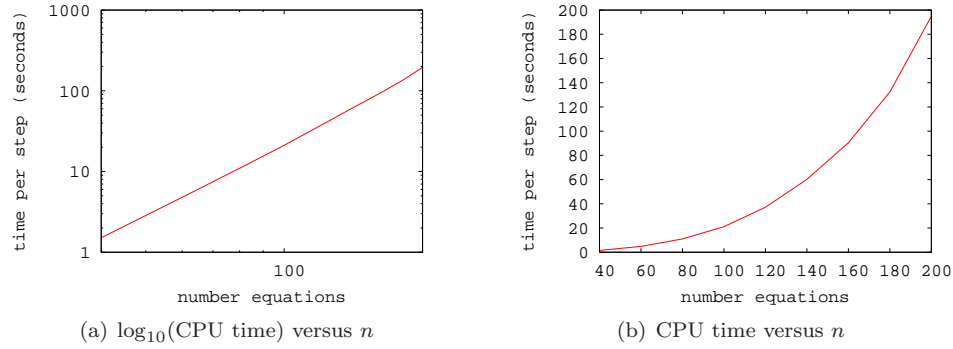 1000
100
10
1
time per step (seconds)
100
number equations
(a) log10(CPU time) versus n
200
180
160
140
120
100
80
60
40
20
0
time per step (seconds)
40 60 80 100 120 140 160 180 200
number equations
(b) CPU time versus n